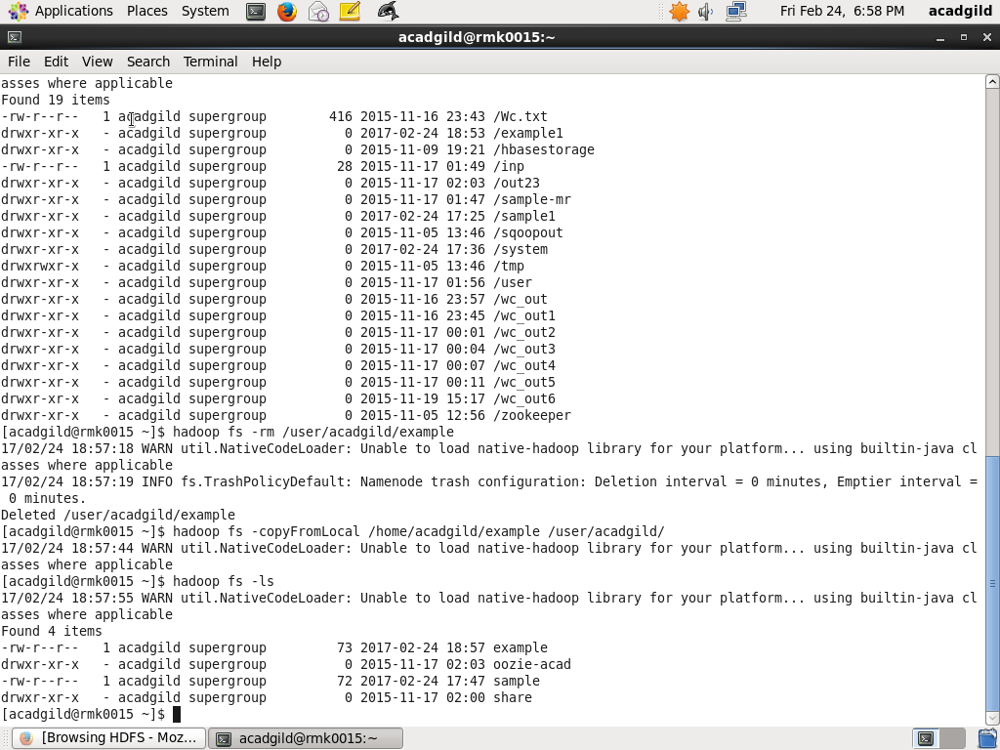 Applications Places System Fri Feb 24, 6:58 PM acadgild
acadgild@rmk0015:~
File Edit View Search Terminal Help
asses where applicable
Found 19 items
-rw-r--r--   1 acadgild supergroup        416 2015-11-16 23:43 /Wc.txt
drwxr-xr-x   - acadgild supergroup          0 2017-02-24 18:53 /example1
drwxr-xr-x   - acadgild supergroup          0 2015-11-09 19:21 /hbasestorage
-rw-r--r--   1 acadgild supergroup         28 2015-11-17 01:49 /inp
drwxr-xr-x   - acadgild supergroup          0 2015-11-17 02:03 /out23
drwxr-xr-x   - acadgild supergroup          0 2015-11-17 01:47 /sample-mr
drwxr-xr-x   - acadgild supergroup          0 2017-02-24 17:25 /sample1
drwxr-xr-x   - acadgild supergroup          0 2015-11-05 13:46 /sqoopout
drwxr-xr-x   - acadgild supergroup          0 2017-02-24 17:36 /system
drwxrwxr-x   - acadgild supergroup          0 2015-11-05 13:46 /tmp
drwxr-xr-x   - acadgild supergroup          0 2015-11-17 01:56 /user
drwxr-xr-x   - acadgild supergroup          0 2015-11-16 23:57 /wc_out
drwxr-xr-x   - acadgild supergroup          0 2015-11-16 23:45 /wc_out1
drwxr-xr-x   - acadgild supergroup          0 2015-11-17 00:01 /wc_out2
drwxr-xr-x   - acadgild supergroup          0 2015-11-17 00:04 /wc_out3
drwxr-xr-x   - acadgild supergroup          0 2015-11-17 00:07 /wc_out4
drwxr-xr-x   - acadgild supergroup          0 2015-11-17 00:11 /wc_out5
drwxr-xr-x   - acadgild supergroup          0 2015-11-19 15:17 /wc_out6
drwxr-xr-x   - acadgild supergroup          0 2015-11-05 12:56 /zookeeper
[acadgild@rmk0015 ~]$ hadoop fs -rm /user/acadgild/example
17/02/24 18:57:18 WARN util.NativeCodeLoader: Unable to load native-hadoop library for your platform... using builtin-java cl
asses where applicable
17/02/24 18:57:19 INFO fs.TrashPolicyDefault: Namenode trash configuration: Deletion interval = 0 minutes, Emptier interval =
 0 minutes.
Deleted /user/acadgild/example
[acadgild@rmk0015 ~]$ hadoop fs -copyFromLocal /home/acadgild/example /user/acadgild/
17/02/24 18:57:44 WARN util.NativeCodeLoader: Unable to load native-hadoop library for your platform... using builtin-java cl
asses where applicable
[acadgild@rmk0015 ~]$ hadoop fs -ls
17/02/24 18:57:55 WARN util.NativeCodeLoader: Unable to load native-hadoop library for your platform... using builtin-java cl
asses where applicable
Found 4 items
-rw-r--r--   1 acadgild supergroup         73 2017-02-24 18:57 example
drwxr-xr-x   - acadgild supergroup          0 2015-11-17 02:03 oozie-acad
-rw-r--r--   1 acadgild supergroup         72 2017-02-24 17:47 sample
drwxr-xr-x   - acadgild supergroup          0 2015-11-17 02:00 share
[acadgild@rmk0015 ~]$
[Browsing HDFS - Moz... acadgild@rmk0015:~